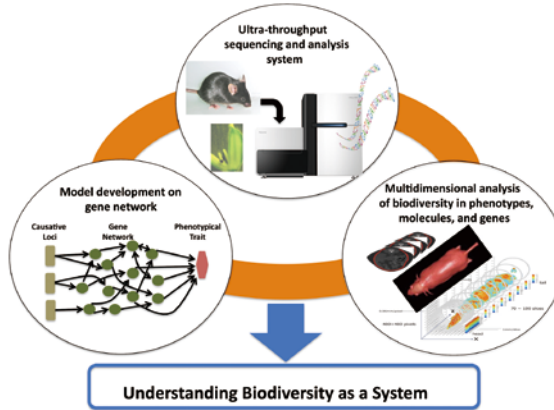 Ultra-throughput
sequencing and analysis
system
Model development on
gene network
Causative
Loci
Gene
Network
Phenotypical
Trait
Multidimensional analysis
of biodiversity in phenotypes,
molecules, and genes
Understanding Biodiversity as a System